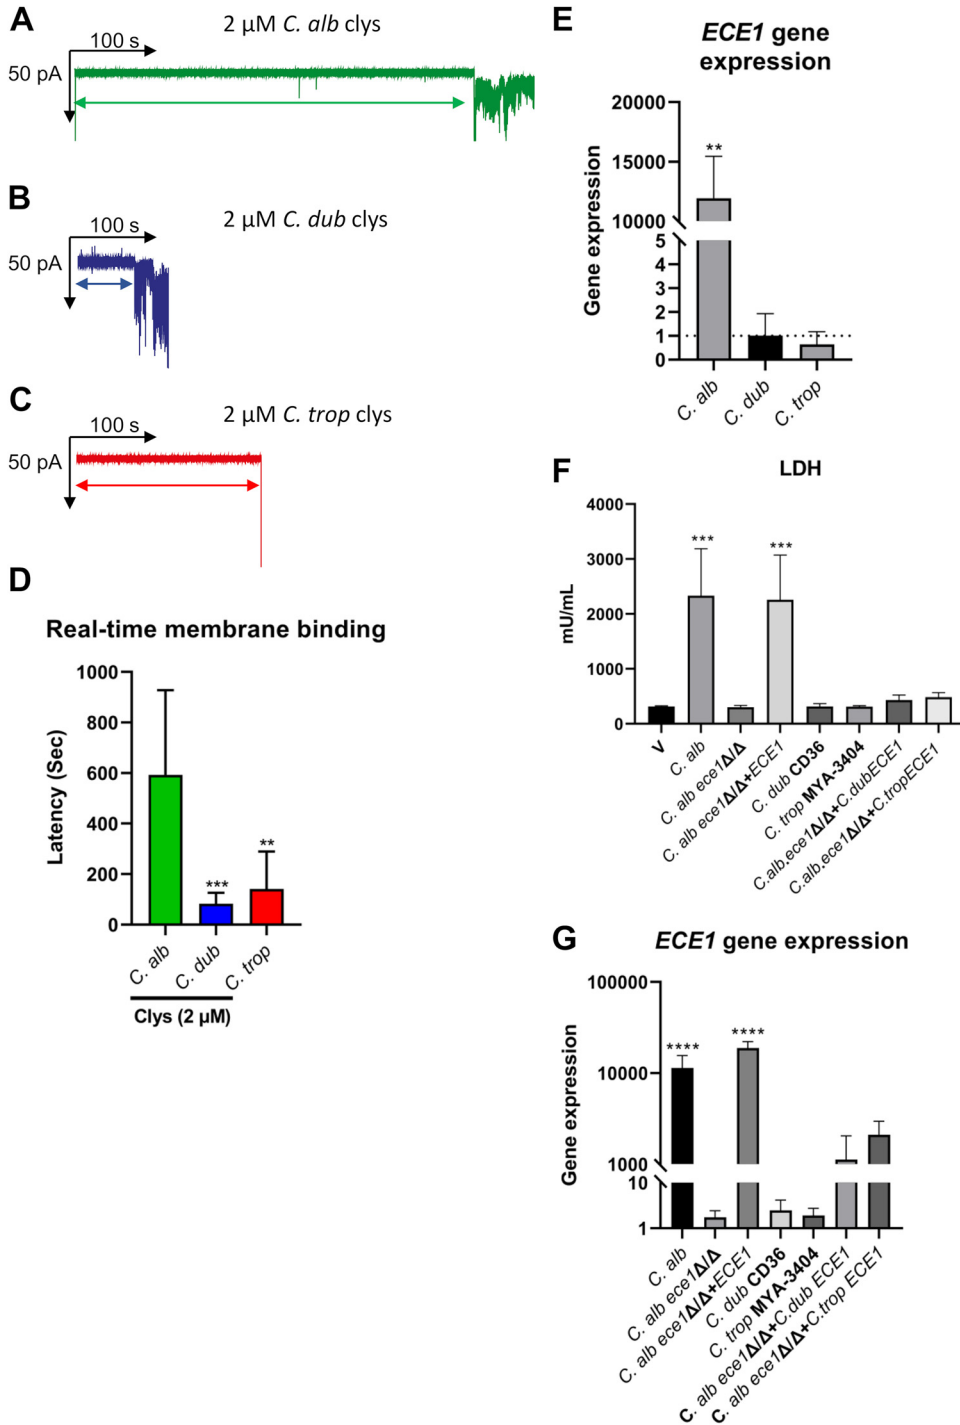 A
2 µM C. alb clys
100 s
50 pA
B
2 µM C. dub clys
100 s
50 pA
C
2 µM C. trop clys
100 s
50 pA
D
Real-time membrane binding
Latency (Sec)
1000
800
600
400
200
0
***
**
C. alb
C. dub
C. trop
Clys (2 µM)
E
ECE1 gene
expression
Gene expression
20000
15000
10000
5
4
3
2
1
0
**
C. alb
C. dub
C. trop
F
LDH
mU/mL
4000
3000
2000
1000
0
***
***
V
C. alb
C. alb ece1Δ/Δ
C. alb ece1Δ/Δ+ECE1
C. dub CD36
C. trop MYA-3404
C.alb.ece1Δ/Δ+C.dubECE1
C.alb.ece1Δ/Δ+C.tropECE1
G
ECE1 gene expression
Gene expression
100000
10000
1000
10
1
****
****
C. alb
C. alb ece1Δ/Δ
C. alb ece1Δ/Δ+ECE1
C. dub CD36
C. trop MYA-3404
C. alb ece1Δ/Δ+C.dub ECE1
C. alb ece1Δ/Δ+C.trop ECE1